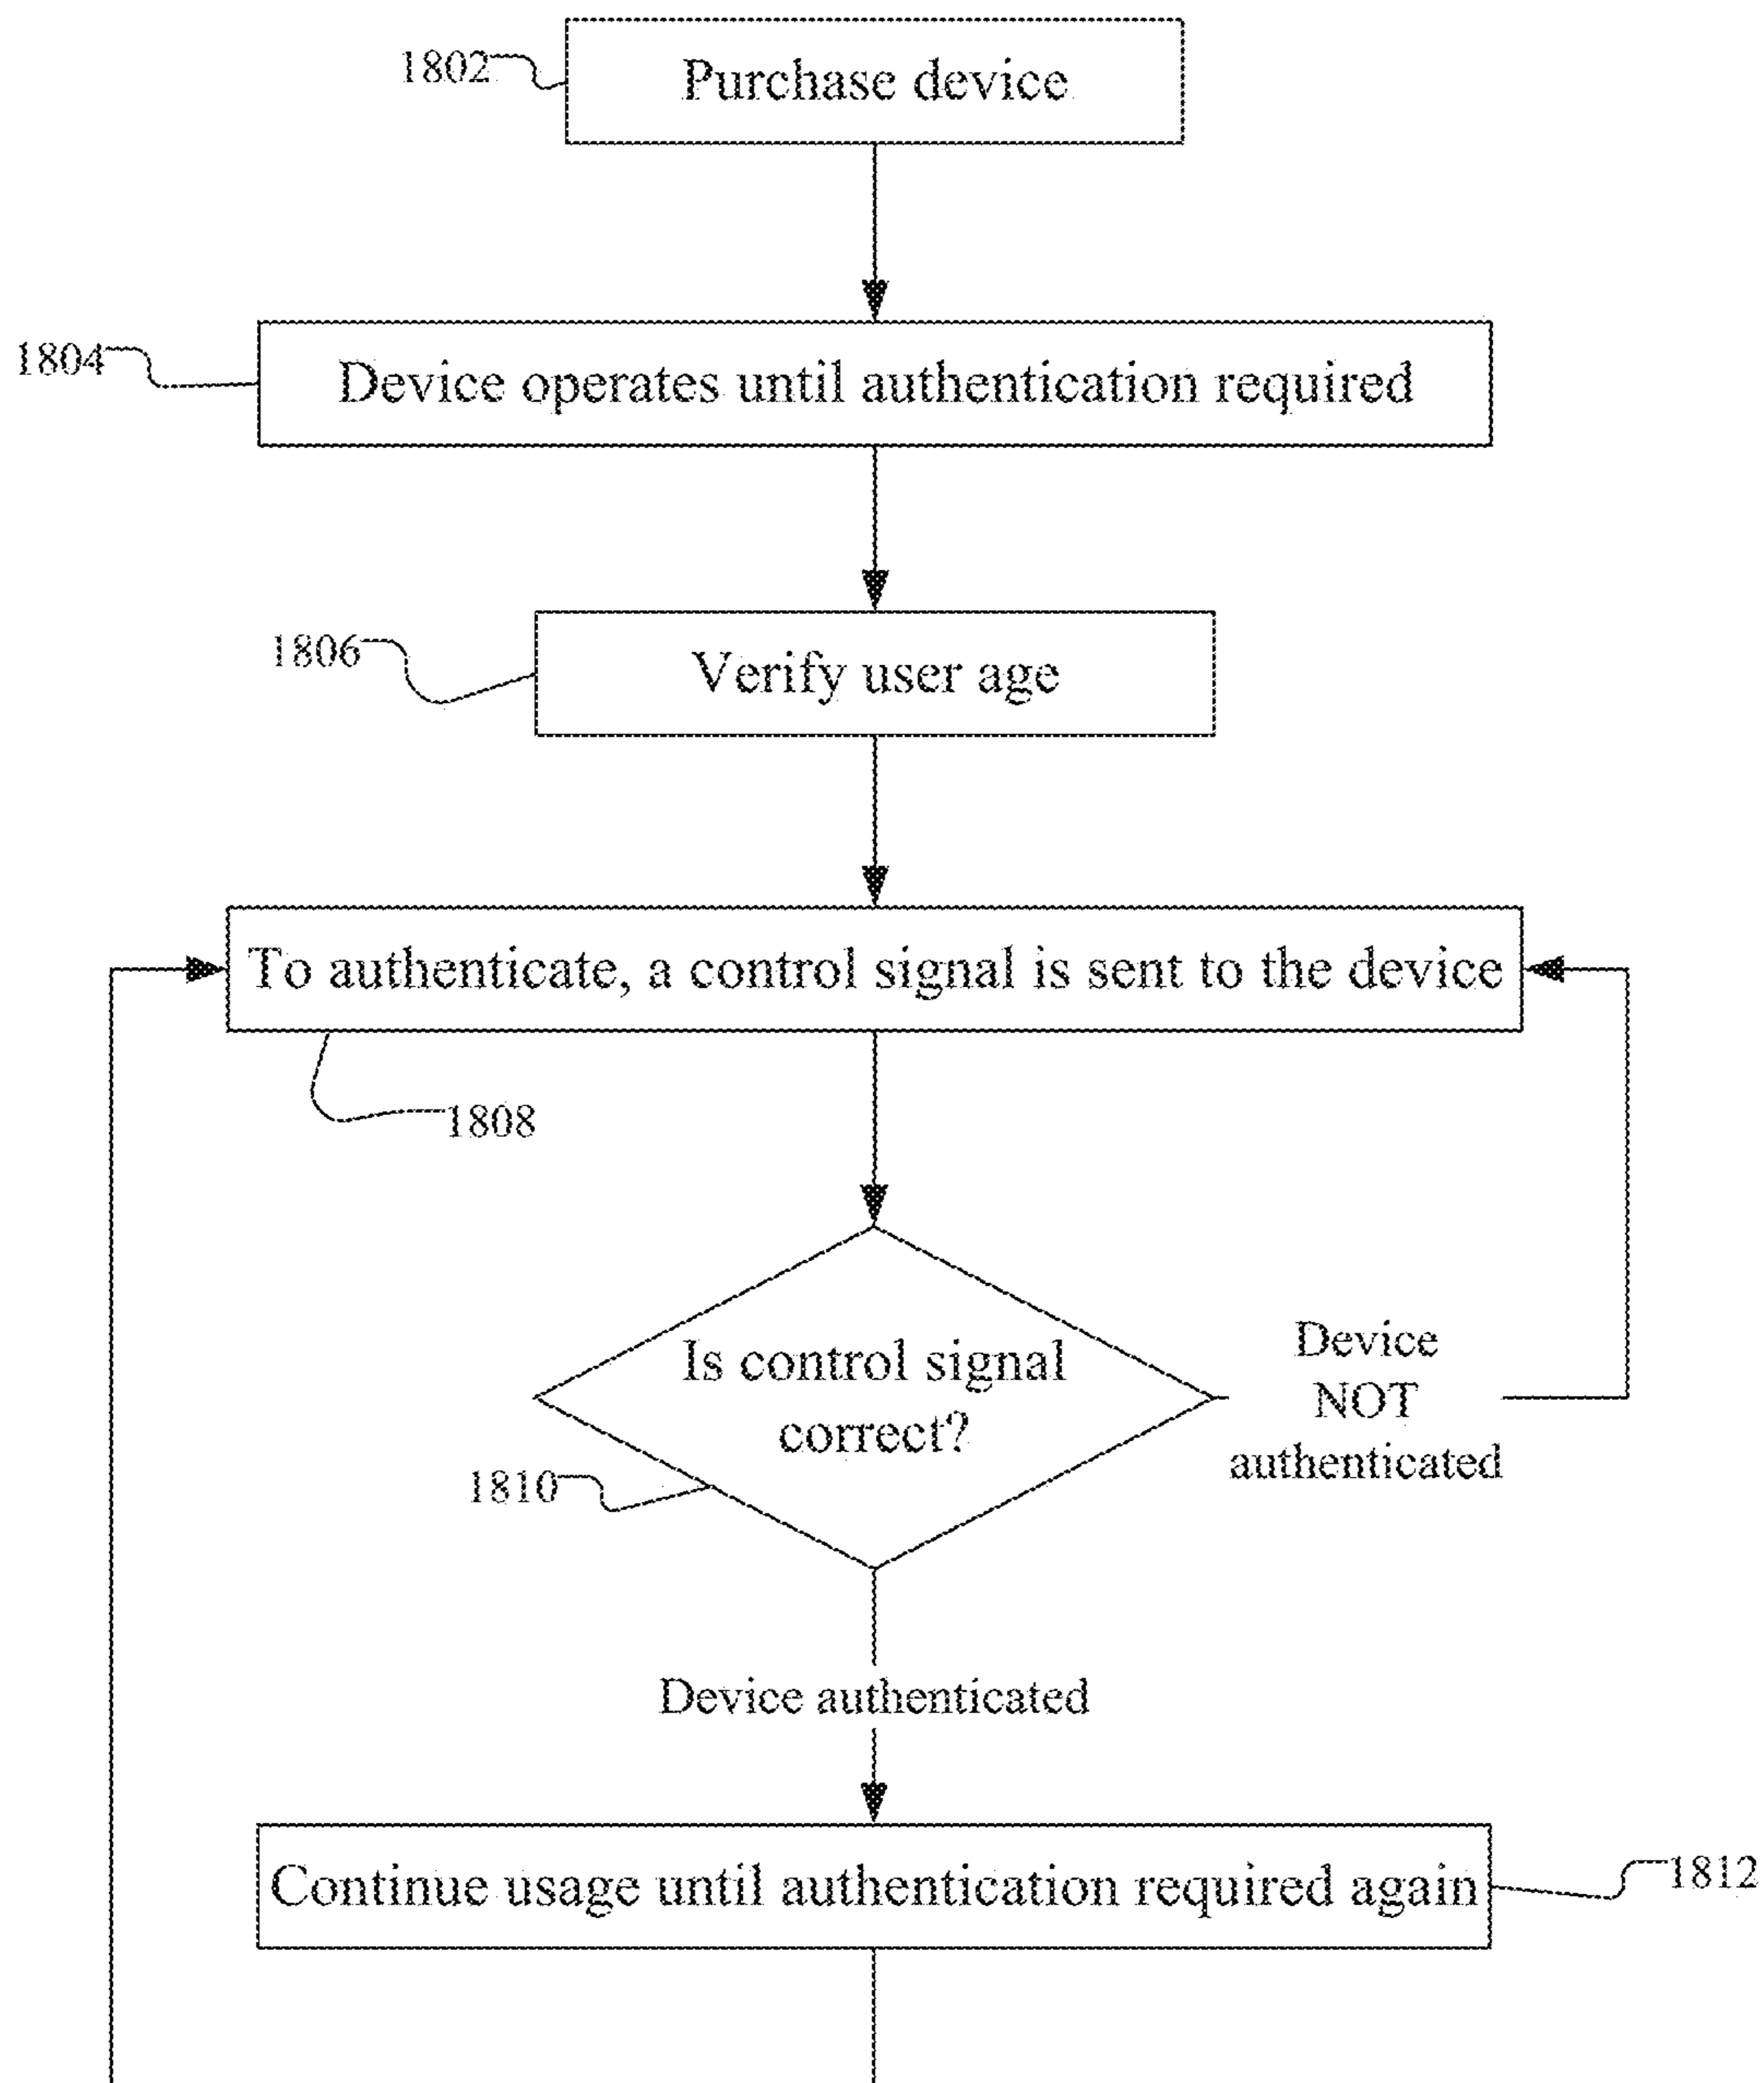 1802
Purchase device
1804
Device operates until authentication required
1806
Verify user age
To authenticate, a control signal is sent to the device
1808
Is control signal
correct?
Device
NOT
authenticated
1810
Device authenticated
Continue usage until authentication required again
1812